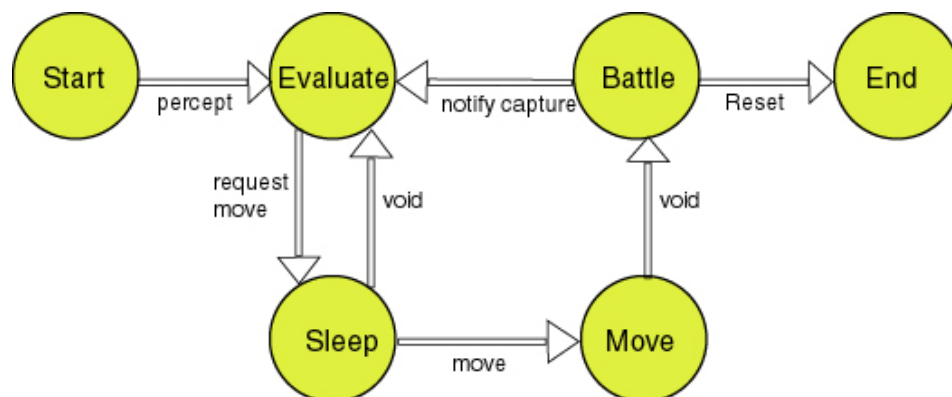 Start
Evaluate
Battle
End
percept
notify capture
Reset
request
move
void
void
Sleep
move
Move